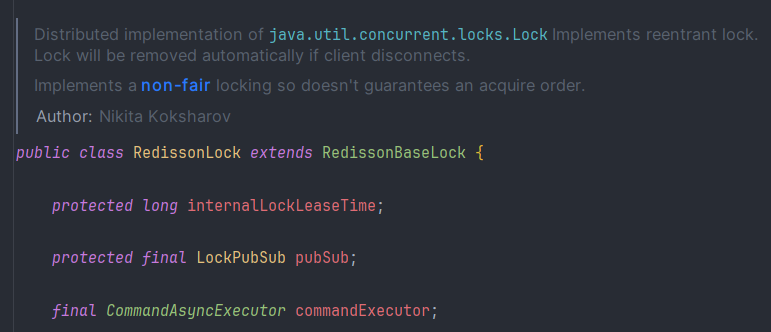 Distributed implementation of java.util.concurrent.locks.Lock Implements reentrant lock.
Lock will be removed automatically if client disconnects.
Implements a non-fair locking so doesn't guarantees an acquire order.
Author: Nikita Koksharov
public class RedissonLock extends RedissonBaseLock {
protected long internalLockLeaseTime;
protected final LockPubSub pubSub;
final CommandAsyncExecutor commandExecutor;